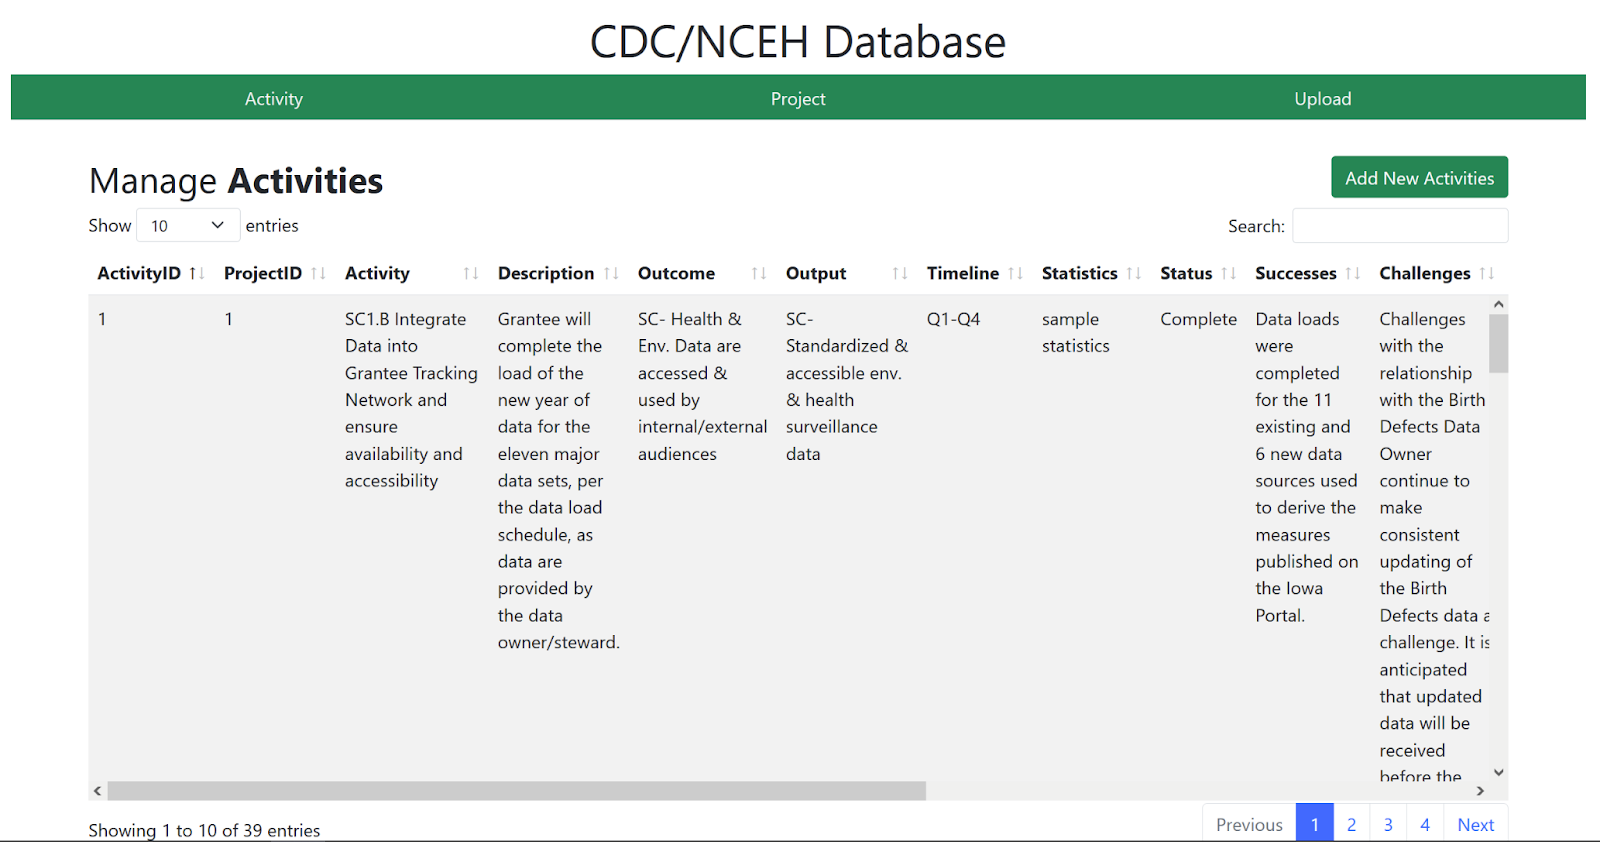 CDC/NCEH Database
Activity Project Upload
Manage Activities
Add New Activities
Show 10 entries
Search:
ActivityID ProjectID Activity Description Outcome Output Timeline Statistics Status Successes Challenges
1
1
SC1.B Integrate
Data into
Grantee Tracking
Network and
ensure
availability and
accessibility
Grantee will
complete the
load of the
new year of
data for the
eleven major
data sets, per
the data load
schedule, as
data are
provided by
the data
owner/steward.
SC- Health &
Env. Data are
accessed &
used by
internal/external
audiences
SC-
Standardized &
accessible env.
& health
surveillance
data
Q1-Q4
sample
statistics
Complete
Data loads
were
completed
for the 11
existing and
6 new data
sources used
to derive the
measures
published on
the Iowa
Portal.
Challenges
with the
relationship
with the Birth
Defects Data
Owner
continue to
make
consistent
updating of
the Birth
Defects data a
challenge. It is
anticipated
that updated
data will be
received
before the
Showing 1 to 10 of 39 entries
Previous 1 2 3 4 Next